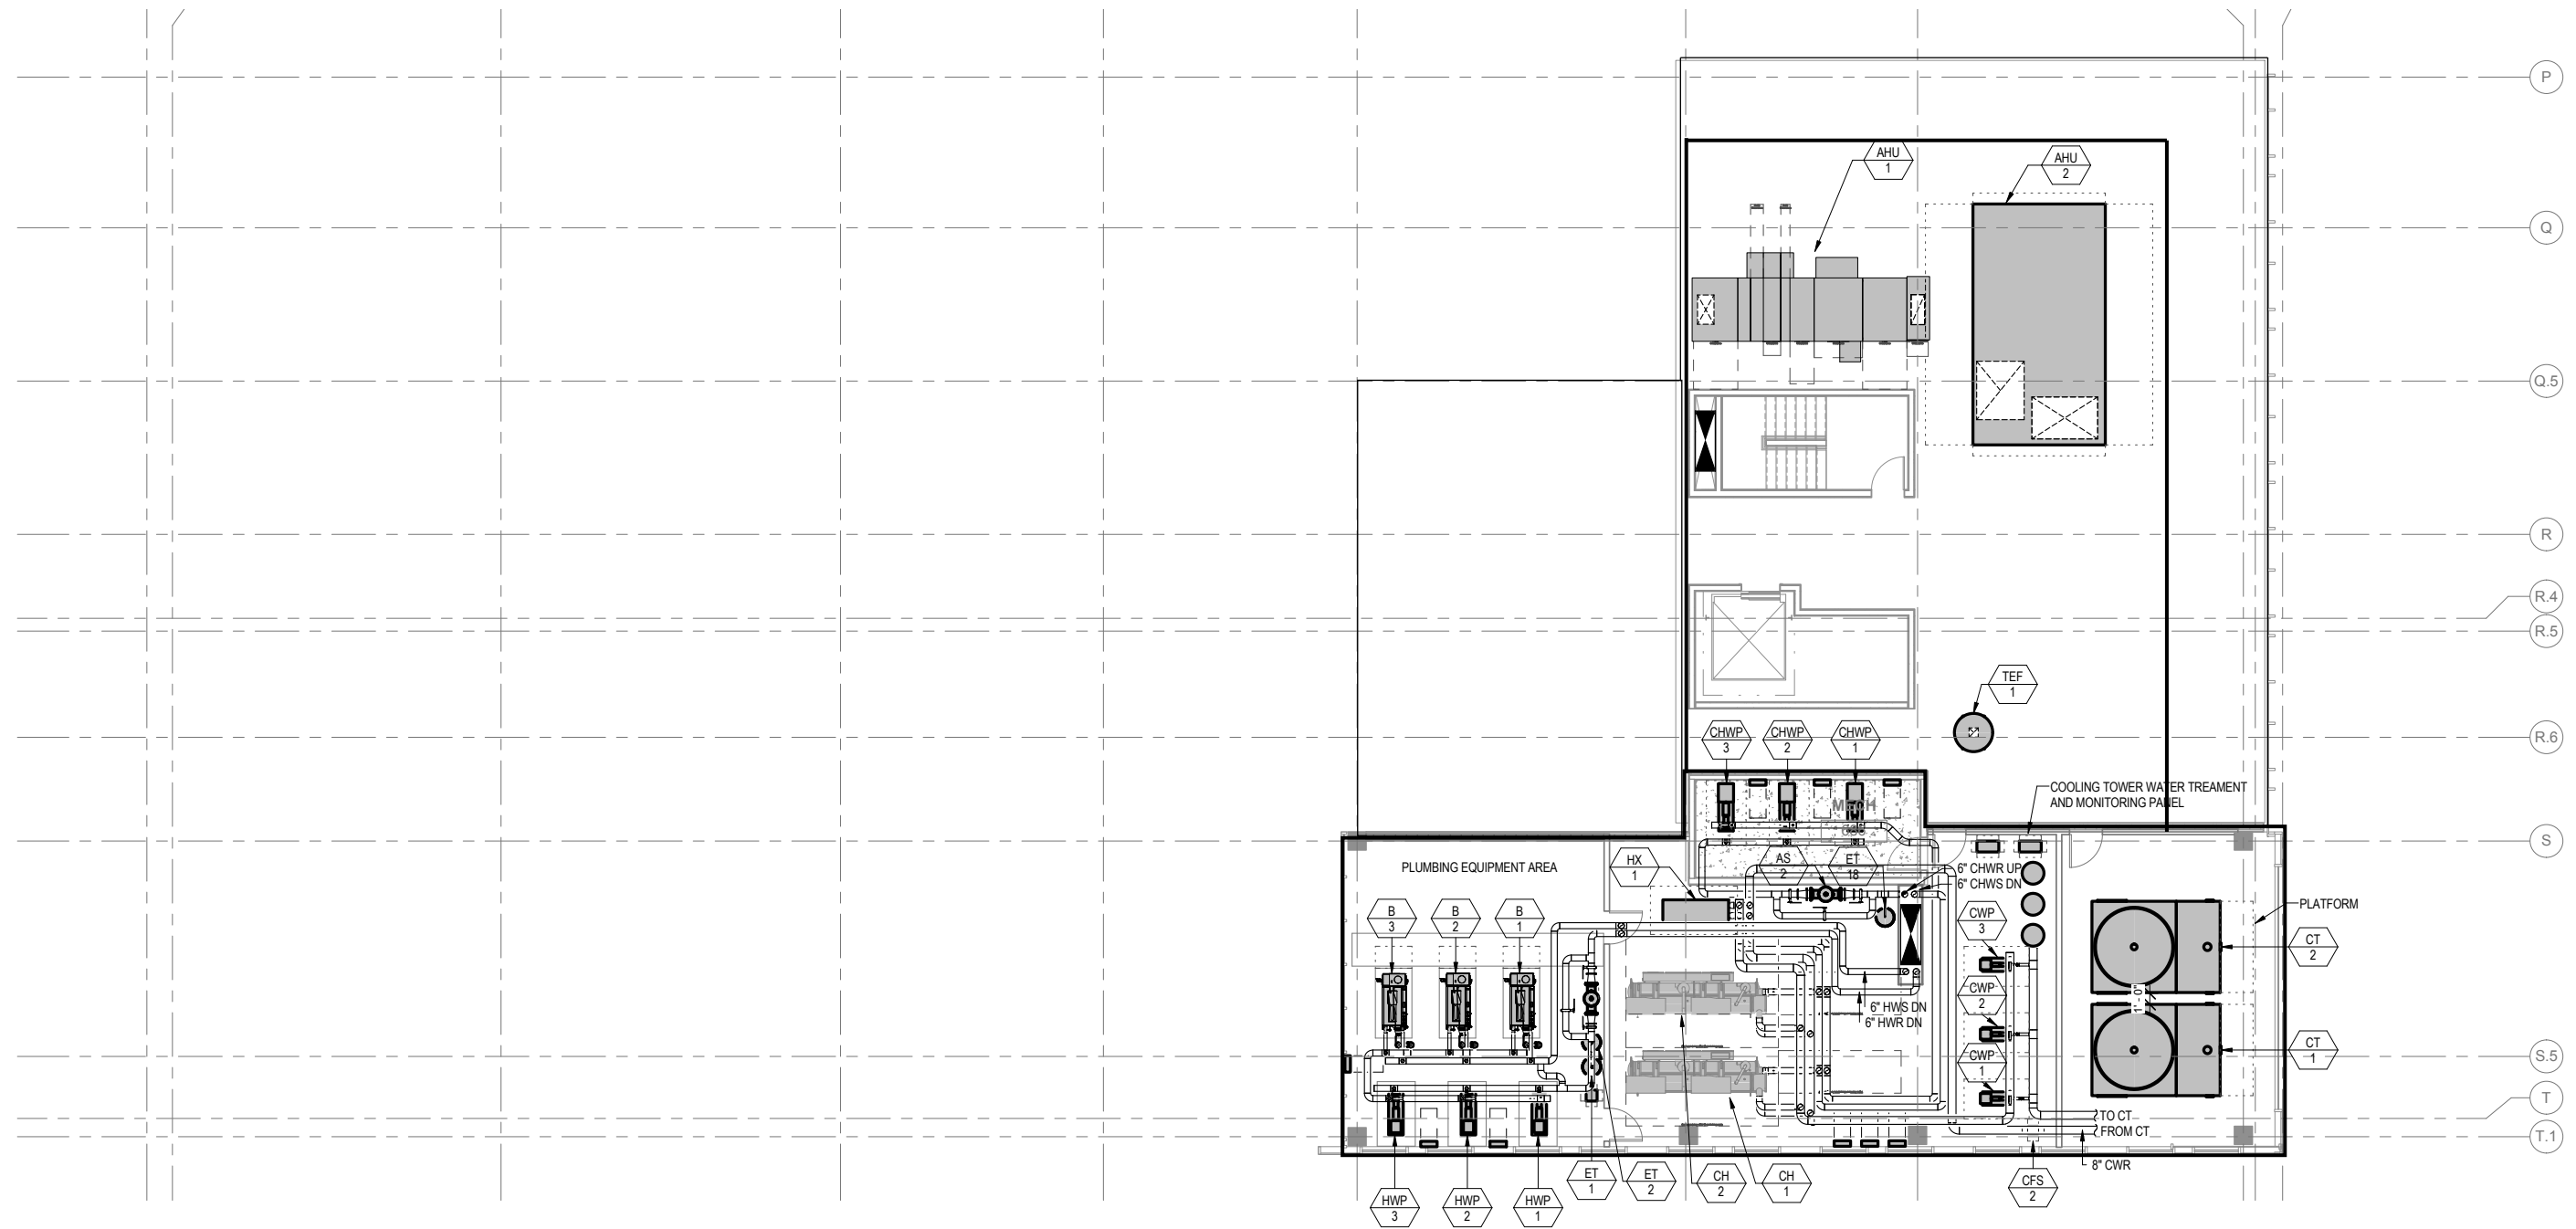 P
AHU
1
AHU
2
Q
Q.5
R
R.4
R.5
TEF
1
R.6
CHWP
3
CHWP
2
CHWP
1
COOLING TOWER WATER TREAMENT
AND MONITORING PANEL
MECH
S
PLUMBING EQUIPMENT AREA
HX
1
AS
2
ET
18
6" CHWR UP
6" CHWS DN
B
3
B
2
B
1
CWP
3
PLATFORM
CT
2
CWP
2
1' - 0"
6" HWS DN
6" HWR DN
CWP
1
CT
1
S.5
T
TO CT
FROM CT
T.1
8" CWR
ET
1
ET
2
CH
2
CH
1
CFS
2
HWP
3
HWP
2
HWP
1